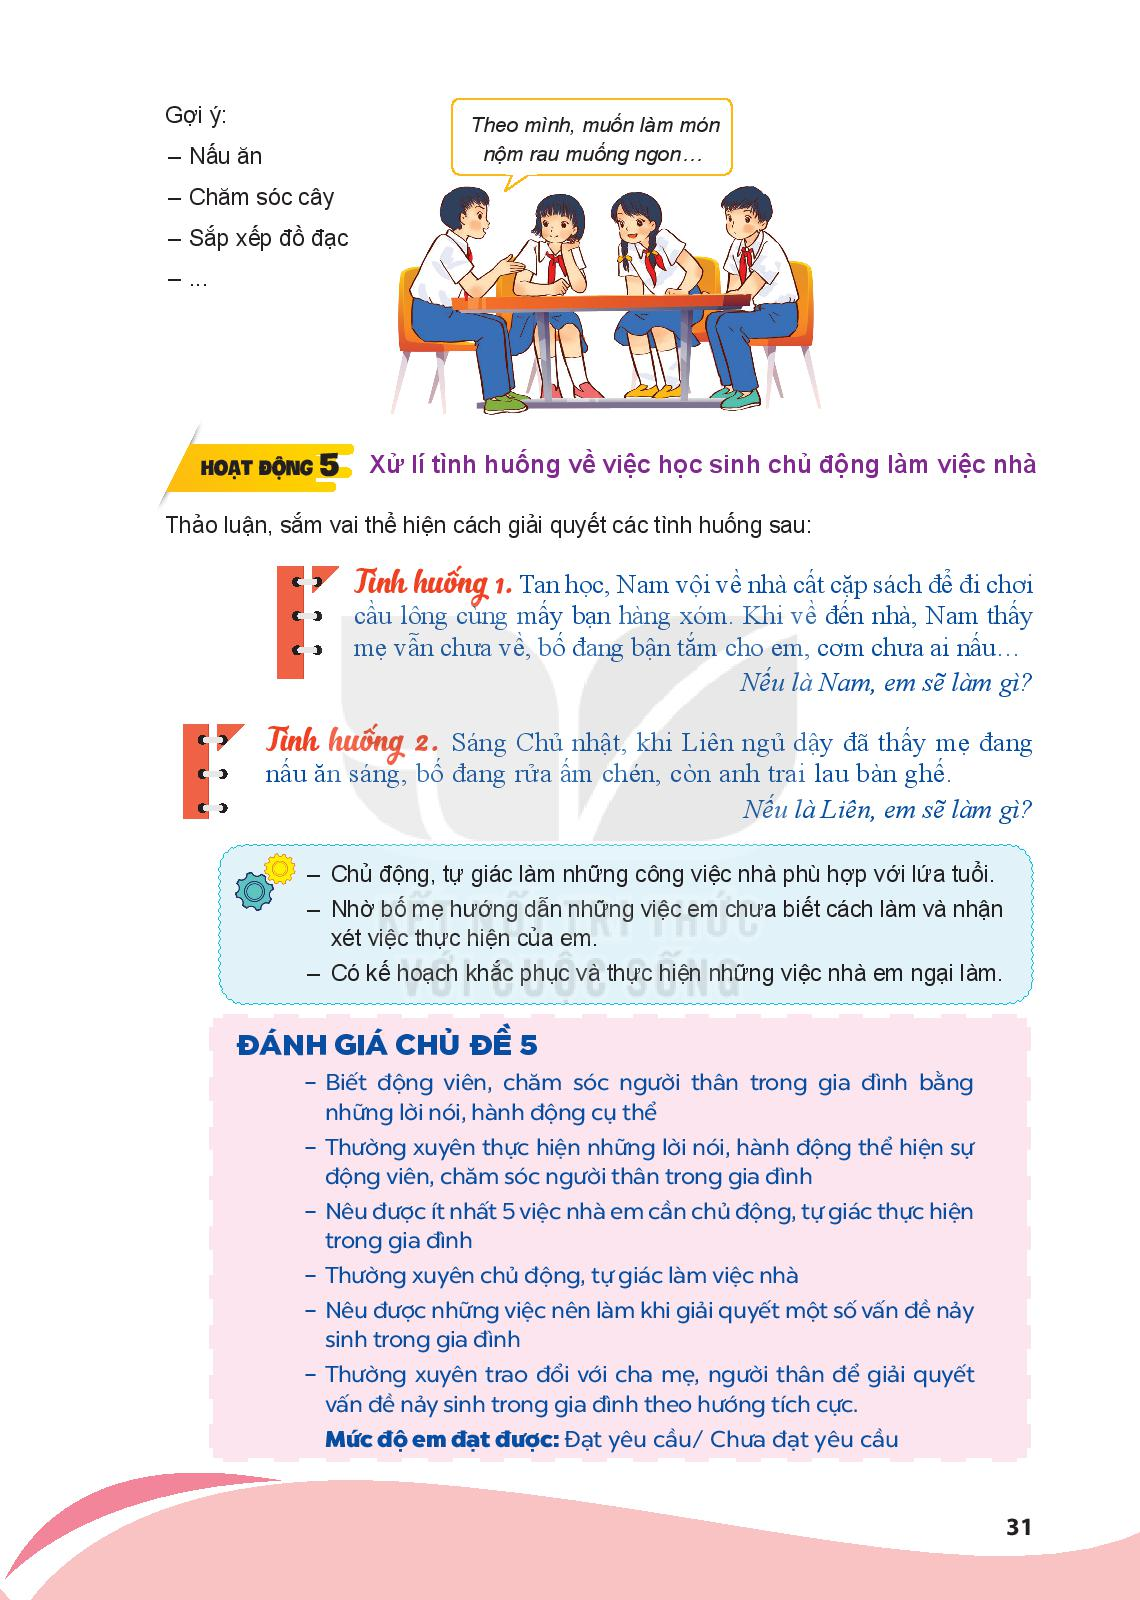 Gợi ý:
– Nấu ăn
– Chăm sóc cây
– Sắp xếp đồ đạc
– ...
Theo mình, muốn làm món
nộm rau muống ngon…
HOẠT ĐỘNG 5
Xử lí tình huống về việc học sinh chủ động làm việc nhà
Thảo luận, sắm vai thể hiện cách giải quyết các tình huống sau:
Tình huống 1. Tan học, Nam vội về nhà cất cặp sách để đi chơi
cầu lông cùng mấy bạn hàng xóm. Khi về đến nhà, Nam thấy
mẹ vẫn chưa về, bố đang bận tắm cho em, cơm chưa ai nấu…
Nếu là Nam, em sẽ làm gì?
Tình huống 2. Sáng Chủ nhật, khi Liên ngủ dậy đã thấy mẹ đang
nấu ăn sáng, bố đang rửa ấm chén, còn anh trai lau bàn ghế.
Nếu là Liên, em sẽ làm gì?
– Chủ động, tự giác làm những công việc nhà phù hợp với lứa tuổi.
– Nhờ bố mẹ hướng dẫn những việc em chưa biết cách làm và nhận
xét việc thực hiện của em.
– Có kế hoạch khắc phục và thực hiện những việc nhà em ngại làm.
KẾT NỐI TRI THỨC
VỚI CUỘC SỐNG
ĐÁNH GIÁ CHỦ ĐỀ 5
– Biết động viên, chăm sóc người thân trong gia đình bằng
những lời nói, hành động cụ thể
– Thường xuyên thực hiện những lời nói, hành động thể hiện sự
động viên, chăm sóc người thân trong gia đình
– Nêu được ít nhất 5 việc nhà em cần chủ động, tự giác thực hiện
trong gia đình
– Thường xuyên chủ động, tự giác làm việc nhà
– Nêu được những việc nên làm khi giải quyết một số vấn đề nảy
sinh trong gia đình
– Thường xuyên trao đổi với cha mẹ, người thân để giải quyết
vấn đề nảy sinh trong gia đình theo hướng tích cực.
Mức độ em đạt được: Đạt yêu cầu/ Chưa đạt yêu cầu
31